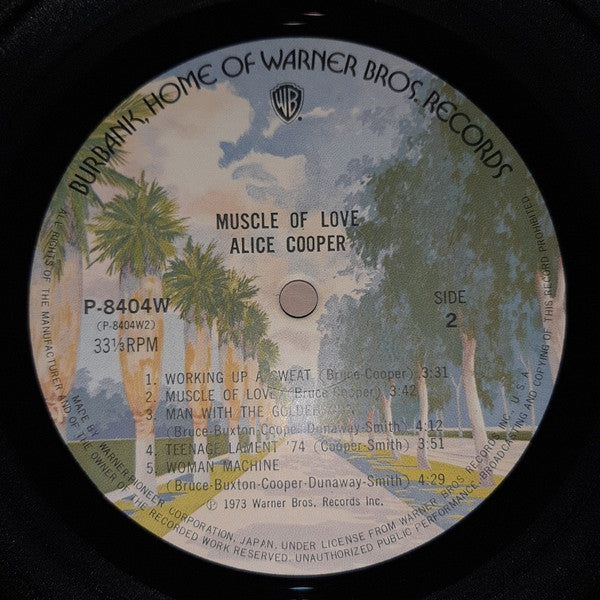 BURBANK, HOME OF WARNER BROS. RECORDS
WB
MUSCLE OF LOVE
ALICE COOPER
P-8404W
(P-8404W2)
33⅓RPM
SIDE
2
1. WORKING UP A SWEAT (Bruce-Cooper) 3:31
2. MUSCLE OF LOVE (Bruce-Cooper) 3:42
3. MAN WITH THE GOLDEN GUN
(Bruce-Buxton-Cooper-Dunaway-Smith) 4:12
4. TEENAGE LAMENT '74 (Cooper-Smith) 3:51
5. WOMAN MACHINE
(Bruce-Buxton-Cooper-Dunaway-Smith) 4:29
Ⓟ 1973 Warner Bros. Records Inc.
MADE BY WARNER-PIONEER CORPORATION, JAPAN, UNDER LICENSE FROM WARNER BROS RECORDS INC., U.S.A.
ALL RIGHTS OF THE MANUFACTURER AND OF THE OWNER OF THE RECORDED WORK RESERVED. UNAUTHORIZED PUBLIC PERFORMANCE, BROADCASTING AND COPYING OF THIS RECORD PROHIBITED